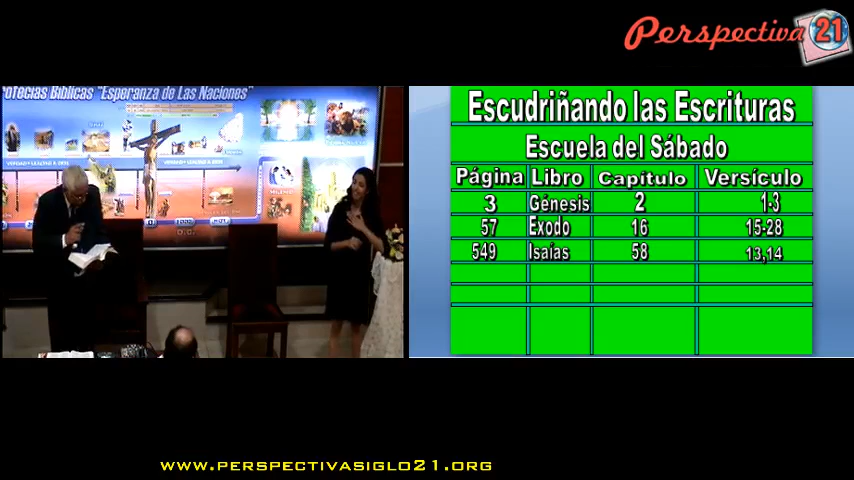 Perspectiva 21
rofecías Bíblicas "Esperanza de Las Naciones"
Escudriñando las Escrituras
Escuela del Sábado
Página Libro Capítulo Versículo
3 Génesis 2 1-3
57 Exodo 16 15-28
549 Isaías 58 13,14
www.perspectivasiglo21.org